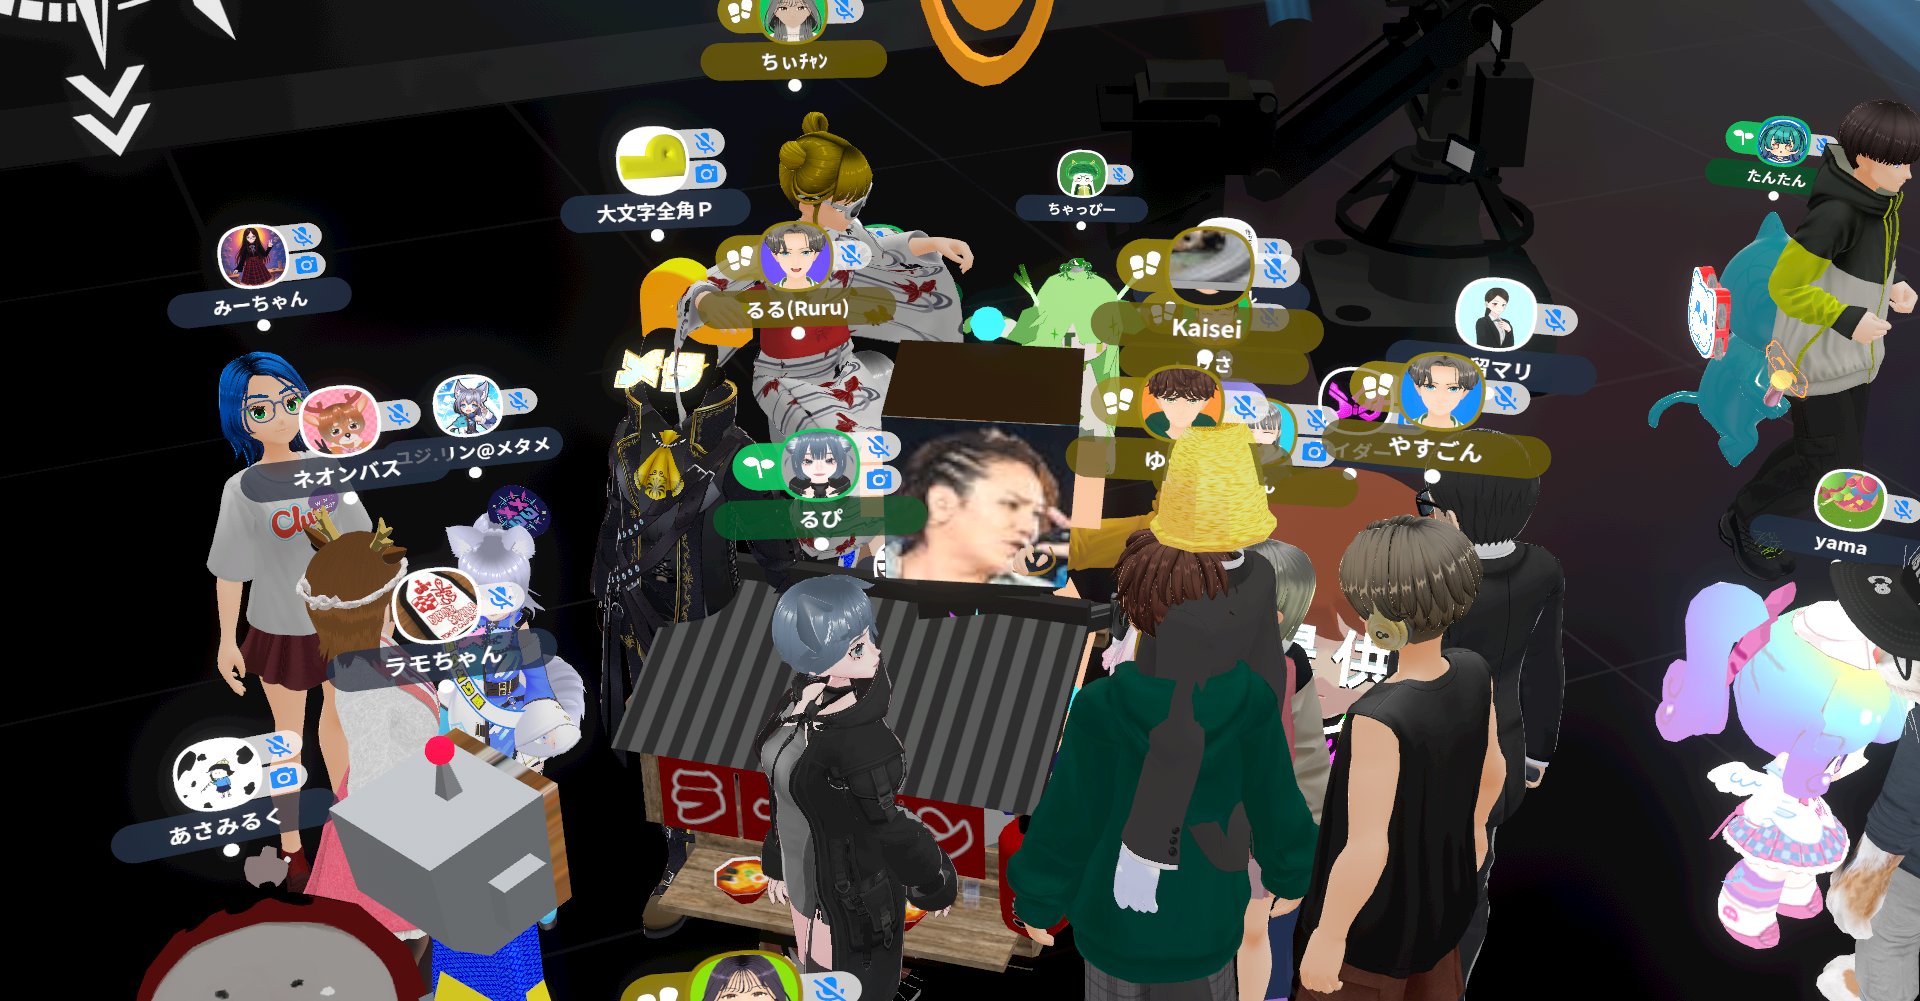 ちぃﾁｬﾝ
大文字全角P
ちゃっぴー
たんたん
みーちゃん
るる(Ruru)
Kaisei
さ
マリ
ネオンバス
ユジ.リン@メタメ
やすごん
イダー
ゆ
ん
るぴ
yama
ラモちゃん
供
あさみるく
ラ
ン